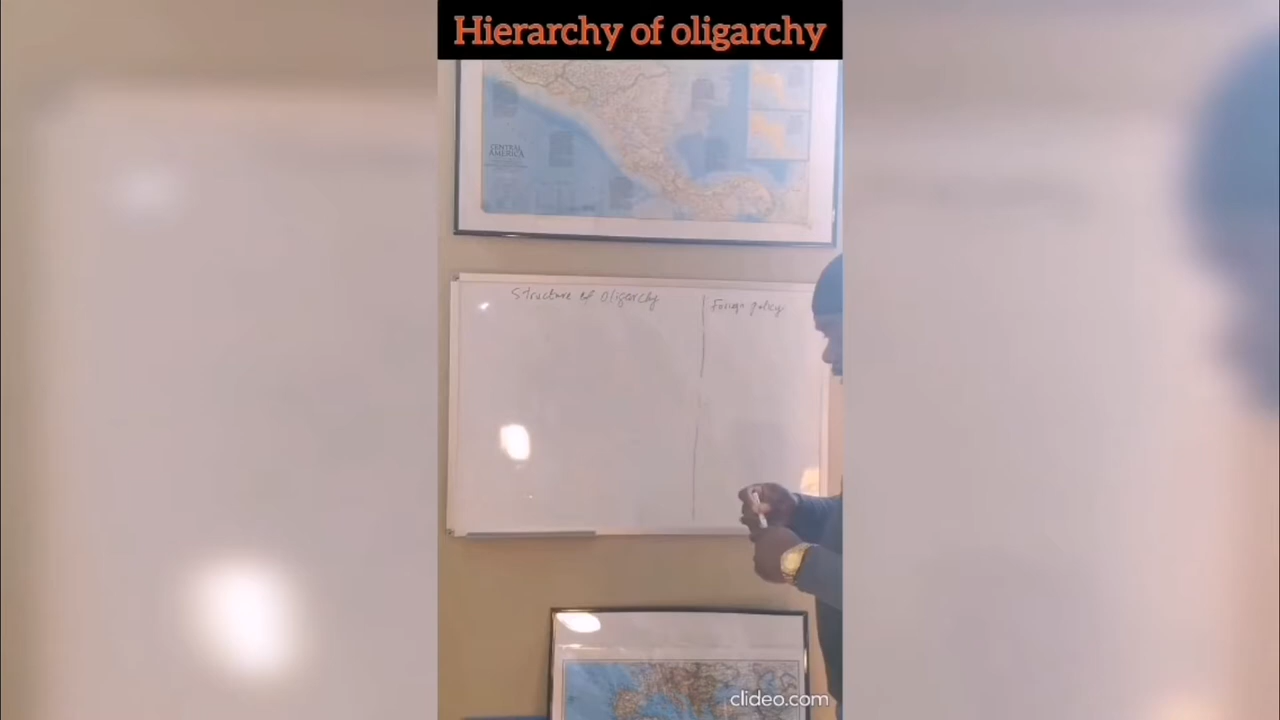 Hierarchy of oligarchy
CENTRAL
AMERICA
Structure of Oligarchy
Foreign policy
clideo.com